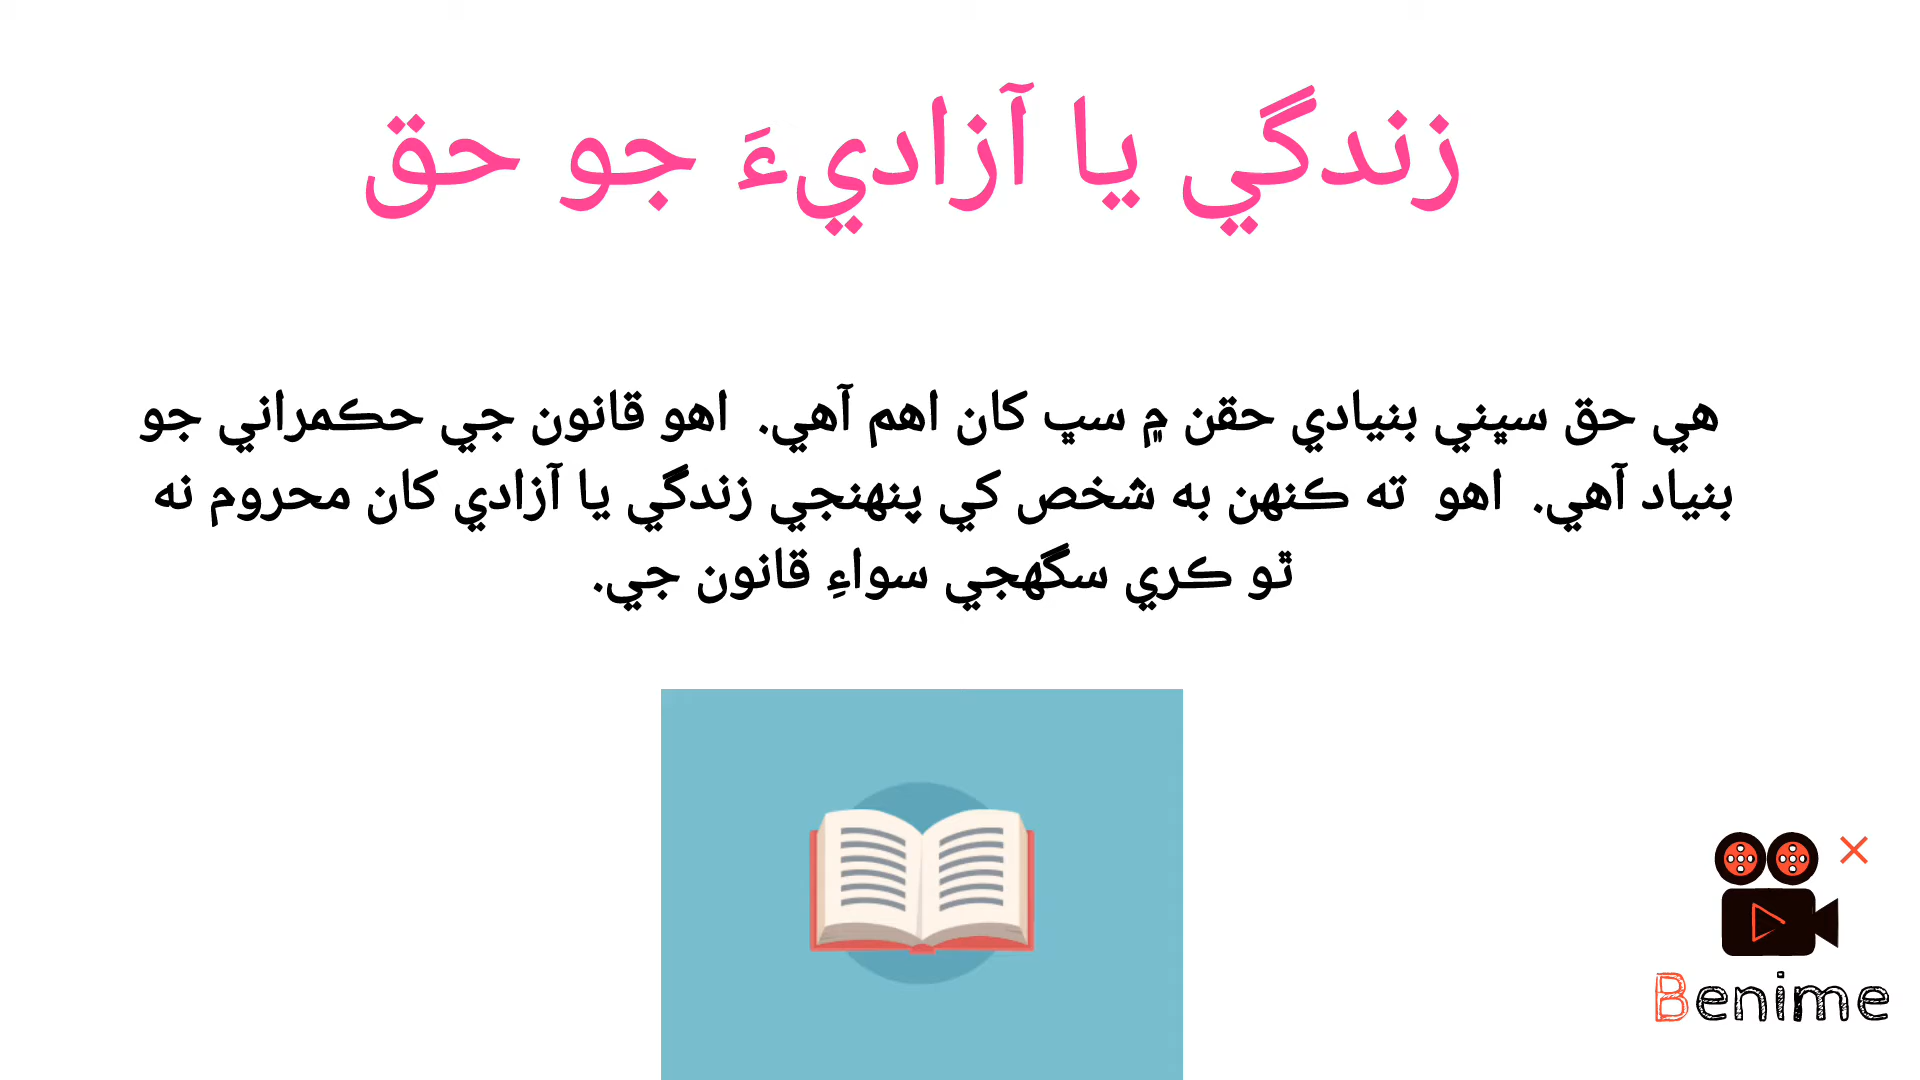 زندگي يا آزاديءَ جو حق
هي حق سڀني بنيادي حقن ۾ سڀ کان اهم آهي. اهو قانون جي حڪمراني جو
بنياد آهي. اهو ته ڪنهن به شخص کي پنهنجي زندگي يا آزادي کان محروم نه
ٿو ڪري سگهجي سواءِ قانون جي.
Benime